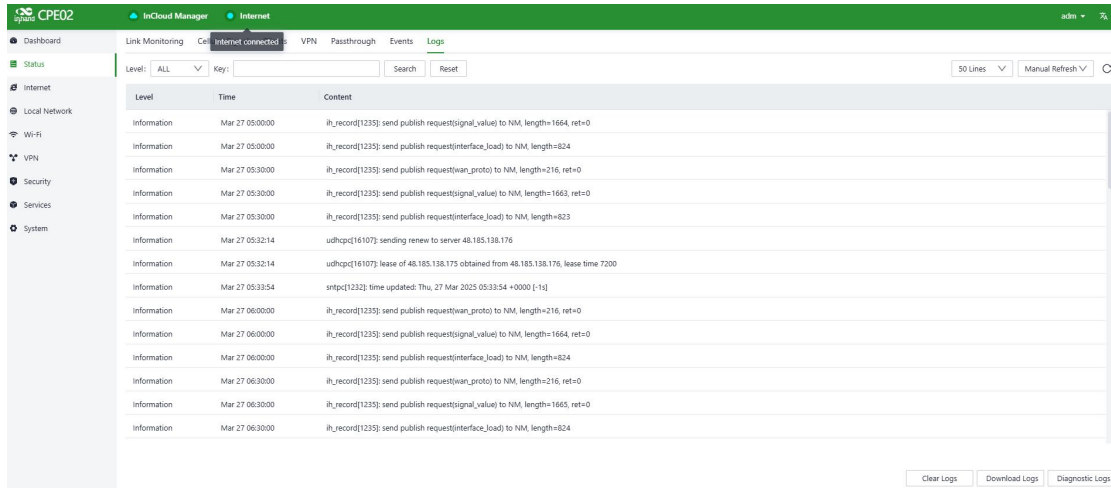 inhand CPE02 InCloud Manager Internet adm
Dashboard Link Monitoring Internet connected VPN Passthrough Events Logs
Status Level: ALL Key: Search Reset 50 Lines Manual Refresh
Internet
Level Time Content
Local Network
Information Mar 27 05:00:00 ih_record[1235]: send publish request(signal_value) to NM, length=1664, ret=0
Wi-Fi
Information Mar 27 05:00:00 ih_record[1235]: send publish request(interface_load) to NM, length=824
VPN
Information Mar 27 05:30:00 ih_record[1235]: send publish request(wan_proto) to NM, length=216, ret=0
Security
Information Mar 27 05:30:00 ih_record[1235]: send publish request(signal_value) to NM, length=1663, ret=0
Services
Information Mar 27 05:30:00 ih_record[1235]: send publish request(interface_load) to NM, length=823
System
Information Mar 27 05:32:14 udhcpc[16107]: sending renew to server 48.185.138.176
Information Mar 27 05:32:14 udhcpc[16107]: lease of 48.185.138.175 obtained from 48.185.138.176, lease time 7200
Information Mar 27 05:33:54 sntpc[1232]: time updated: Thu, 27 Mar 2025 05:33:54 +0000 [-1s]
Information Mar 27 06:00:00 ih_record[1235]: send publish request(wan_proto) to NM, length=216, ret=0
Information Mar 27 06:00:00 ih_record[1235]: send publish request(signal_value) to NM, length=1664, ret=0
Information Mar 27 06:00:00 ih_record[1235]: send publish request(interface_load) to NM, length=824
Information Mar 27 06:30:00 ih_record[1235]: send publish request(wan_proto) to NM, length=216, ret=0
Information Mar 27 06:30:00 ih_record[1235]: send publish request(signal_value) to NM, length=1665, ret=0
Information Mar 27 06:30:00 ih_record[1235]: send publish request(interface_load) to NM, length=824
Clear Logs Download Logs Diagnostic Logs